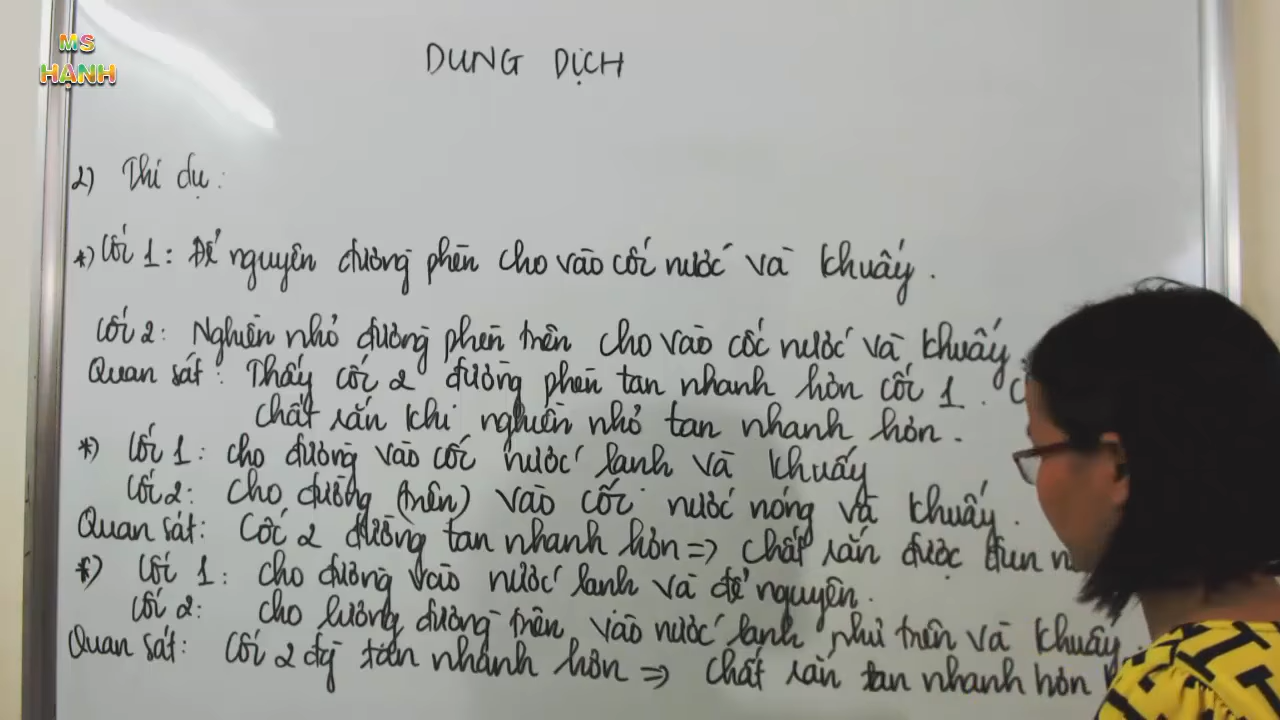 MS
HẠNH
DUNG DỊCH
2) Thí dụ:
*) Cốc 1: Để nguyên đường phèn cho vào cốc nước và khuấy.
Cốc 2: Nghiền nhỏ đường phèn trên cho vào cốc nước và khuấy
Quan sát: Thấy cốc 2 đường phèn tan nhanh hơn cốc 1.
Chất rắn khi nghiền nhỏ tan nhanh hơn.
*) Cốc 1: cho đường vào cốc nước lạnh và khuấy
Cốc 2: cho đường (trên) vào cốc nước nóng và khuấy.
Quan sát: Cốc 2 đường tan nhanh hơn => chất rắn được đun
*) Cốc 1: cho đường vào nước lạnh và để nguyên.
Cốc 2: cho lượng đường trên vào nước lạnh như trên và khuấy
Quan sát: Cốc 2 đg tan nhanh hơn => chất rắn tan nhanh hơn